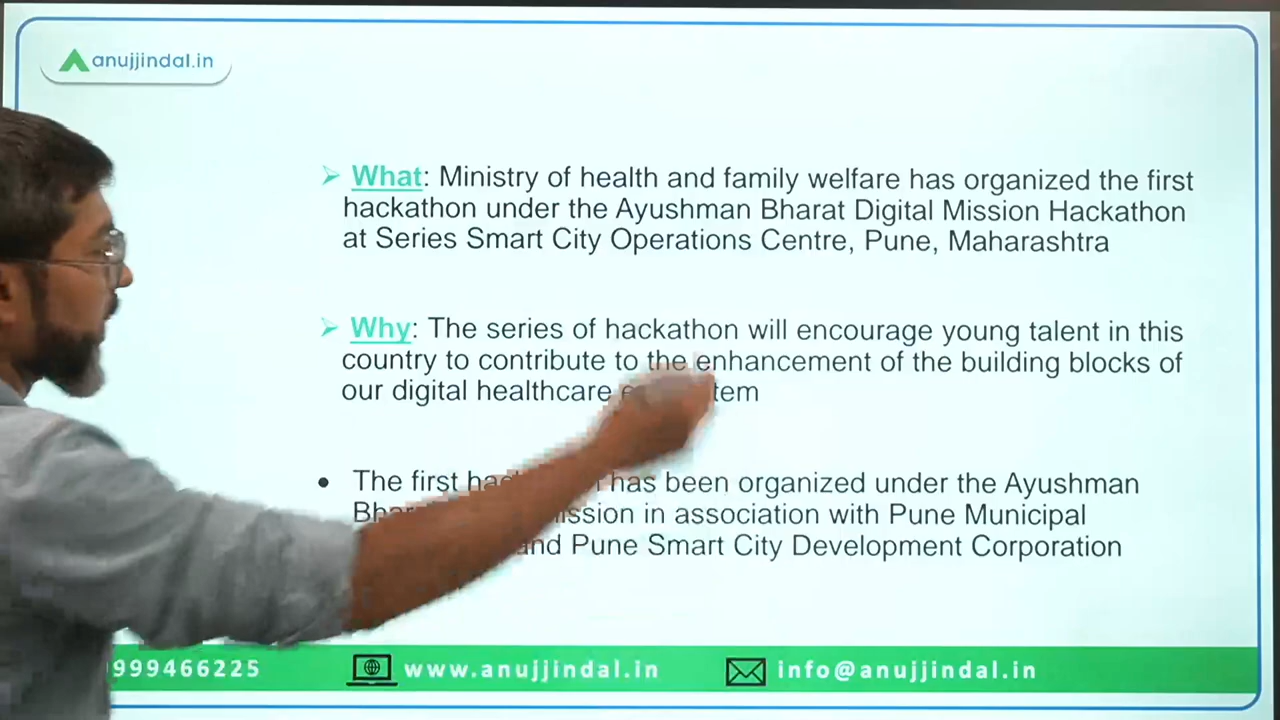 anujjindal.in
➢ What: Ministry of health and family welfare has organized the first
hackathon under the Ayushman Bharat Digital Mission Hackathon
at Series Smart City Operations Centre, Pune, Maharashtra
➢ Why: The series of hackathon will encourage young talent in this
country to contribute to the enhancement of the building blocks of
our digital healthcare
• The first has been organized under the Ayushman
in association with Pune Municipal
and Pune Smart City Development Corporation
999466225 www.anujjindal.in info@anujjindal.in